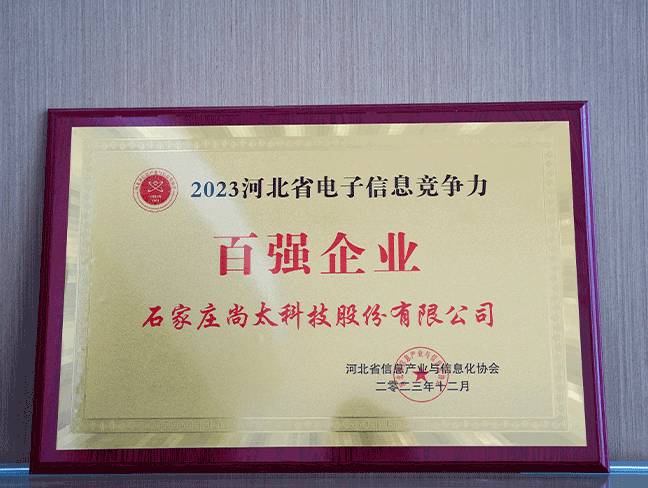 2023河北省电子信息竞争力
百强企业
石家庄尚太科技股份有限公司
河北省信息产业与信息化协会
二零二三年十二月